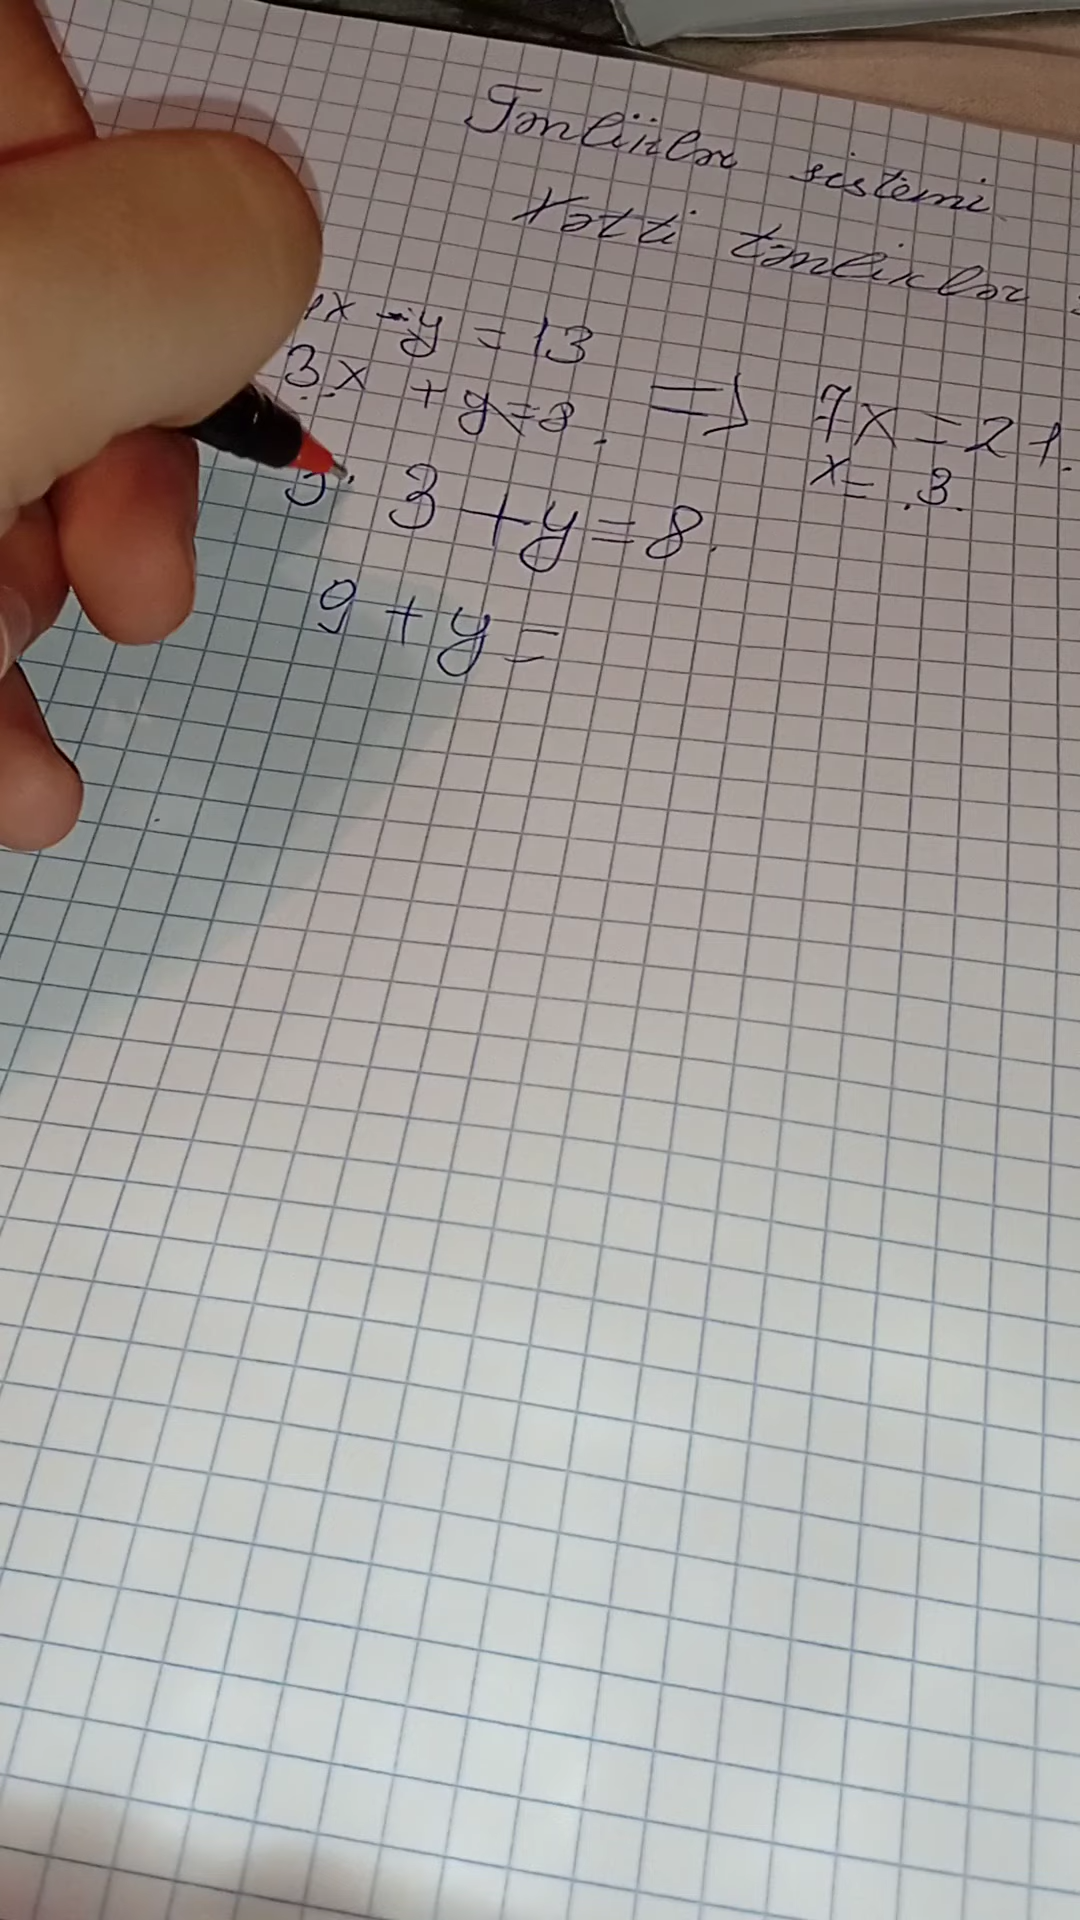 Tənliklər sistemi
Xətti tənliklər
x - y = 13
3x + y = 8. => 7x = 21.
x = 3.
3 · 3 + y = 8.
9 + y =